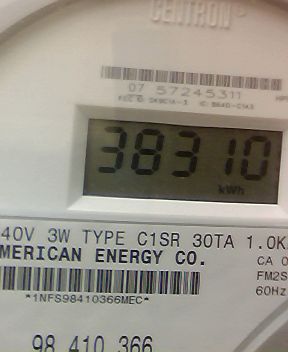 CENTRON
07 57245311
38310
kWh
40V 3W TYPE C1SR 30TA 1.0K
MERICAN ENERGY CO.
CA 0
FM2S
60Hz
*1NFS98410366MEC*
98 410 366